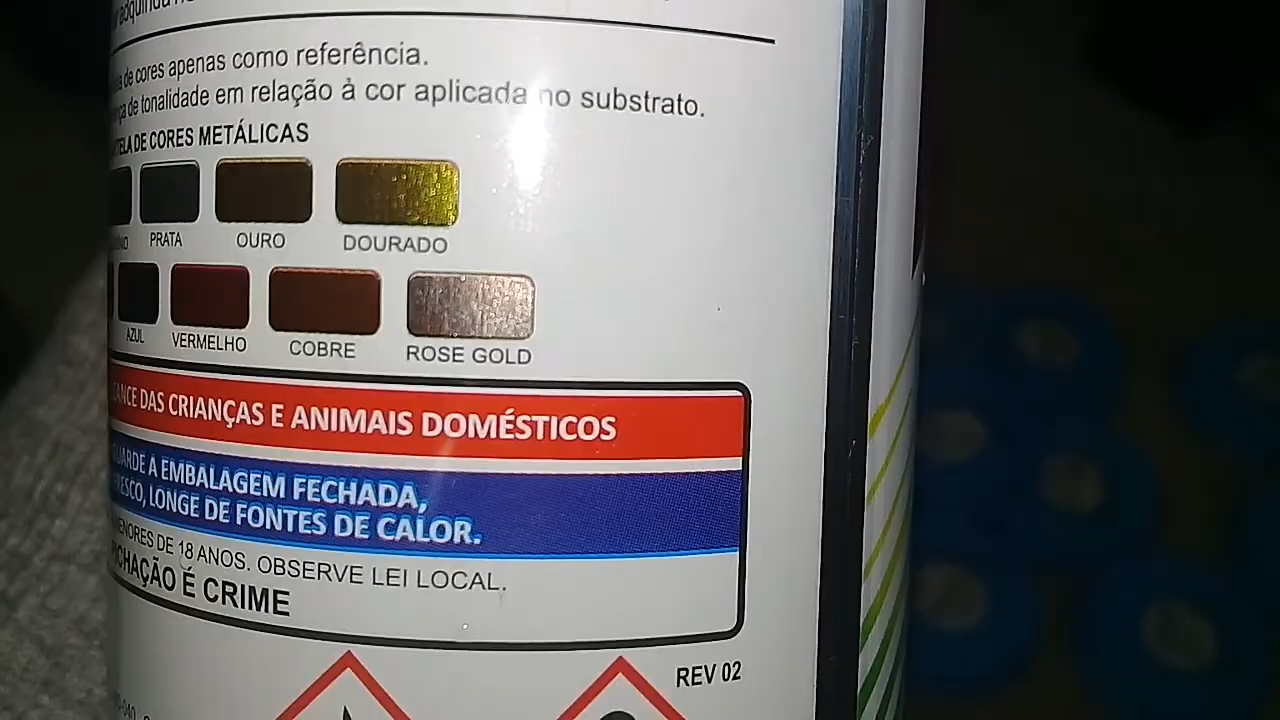 de cores apenas como referência.
de tonalidade em relação à cor aplicada no substrato.
DE CORES METÁLICAS
PRATA OURO DOURADO
AZUL VERMELHO COBRE ROSE GOLD
DAS CRIANÇAS E ANIMAIS DOMÉSTICOS
A EMBALAGEM FECHADA,
LONGE DE FONTES DE CALOR.
MENORES DE 18 ANOS. OBSERVE LEI LOCAL.
PICHAÇÃO É CRIME
REV 02